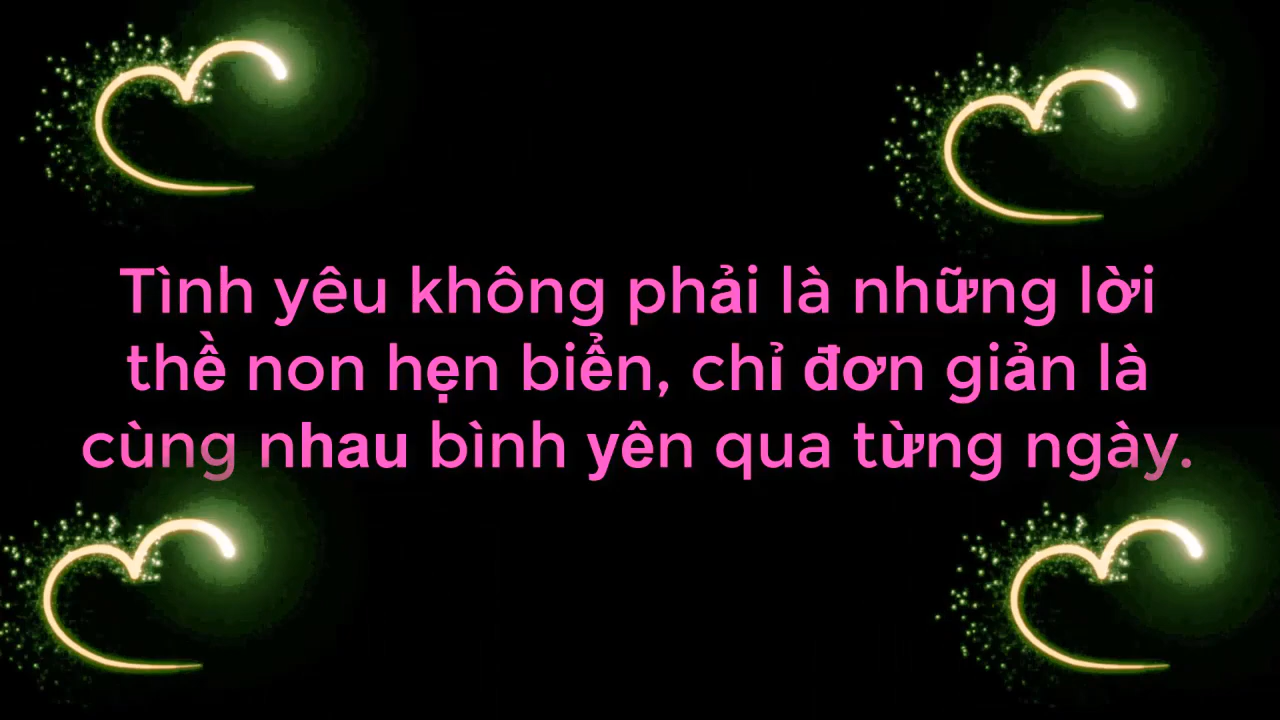 Tình yêu không phải là những lời
thề non hẹn biển, chỉ đơn giản là
cùng nhau bình yên qua từng ngày.